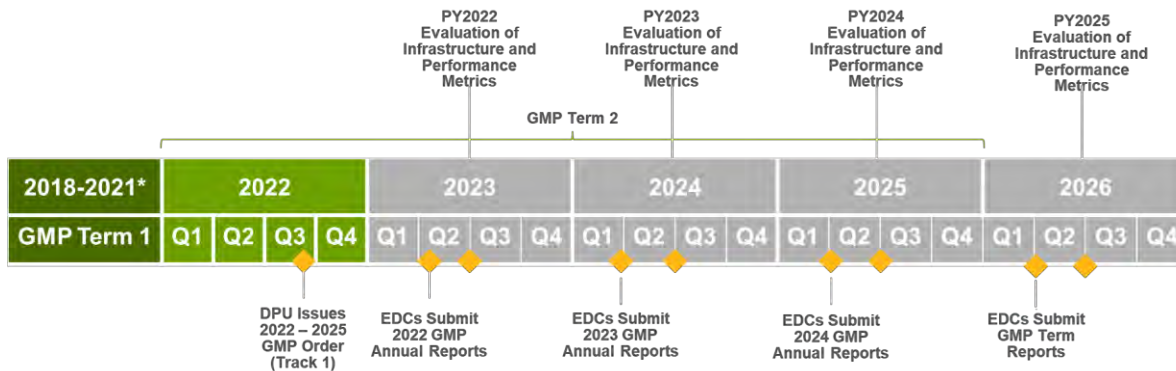 PY2022
Evaluation of
Infrastructure and
Performance
Metrics
PY2023
Evaluation of
Infrastructure and
Performance
Metrics
PY2024
Evaluation of
Infrastructure and
Performance
Metrics
PY2025
Evaluation of
Infrastructure and
Performance
Metrics
GMP Term 2
2018-2021* 2022 2023 2024 2025 2026
GMP Term 1 Q1 Q2 Q3 Q4 Q1 Q2 Q3 Q4 Q1 Q2 Q3 Q4 Q1 Q2 Q3 Q4 Q1 Q2 Q3 Q4
DPU Issues
2022 – 2025
GMP Order
(Track 1)
EDCs Submit
2022 GMP
Annual Reports
EDCs Submit
2023 GMP
Annual Reports
EDCs Submit
2024 GMP
Annual Reports
EDCs Submit
GMP Term
Reports